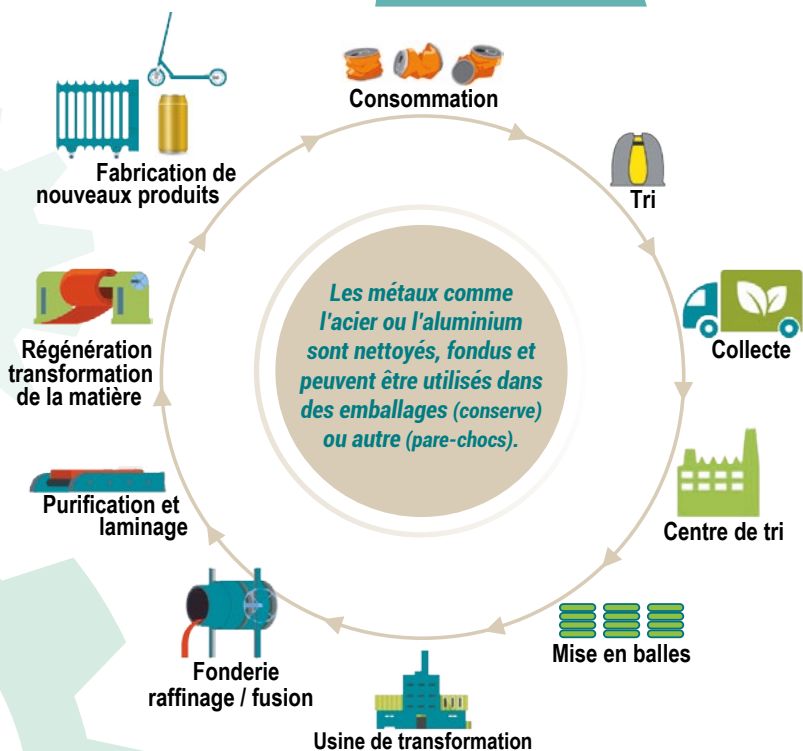 Consommation
Tri
Collecte
Centre de tri
Mise en balles
Usine de transformation
Fonderie
raffinage / fusion
Purification et
laminage
Régénération
transformation
de la matière
Fabrication de
nouveaux produits
Les métaux comme
l'acier ou l'aluminium
sont nettoyés, fondus et
peuvent être utilisés dans
des emballages (conserve)
ou autre (pare-chocs).